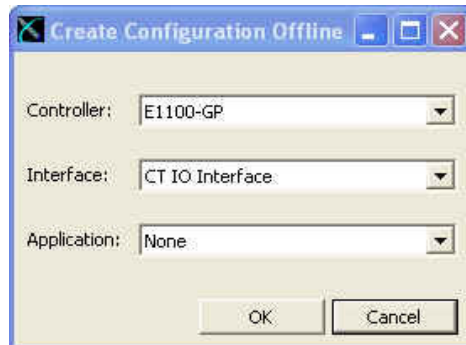 Create Configuration Offline
Controller: E1100-GP
Interface: CT IO Interface
Application: None
OK Cancel